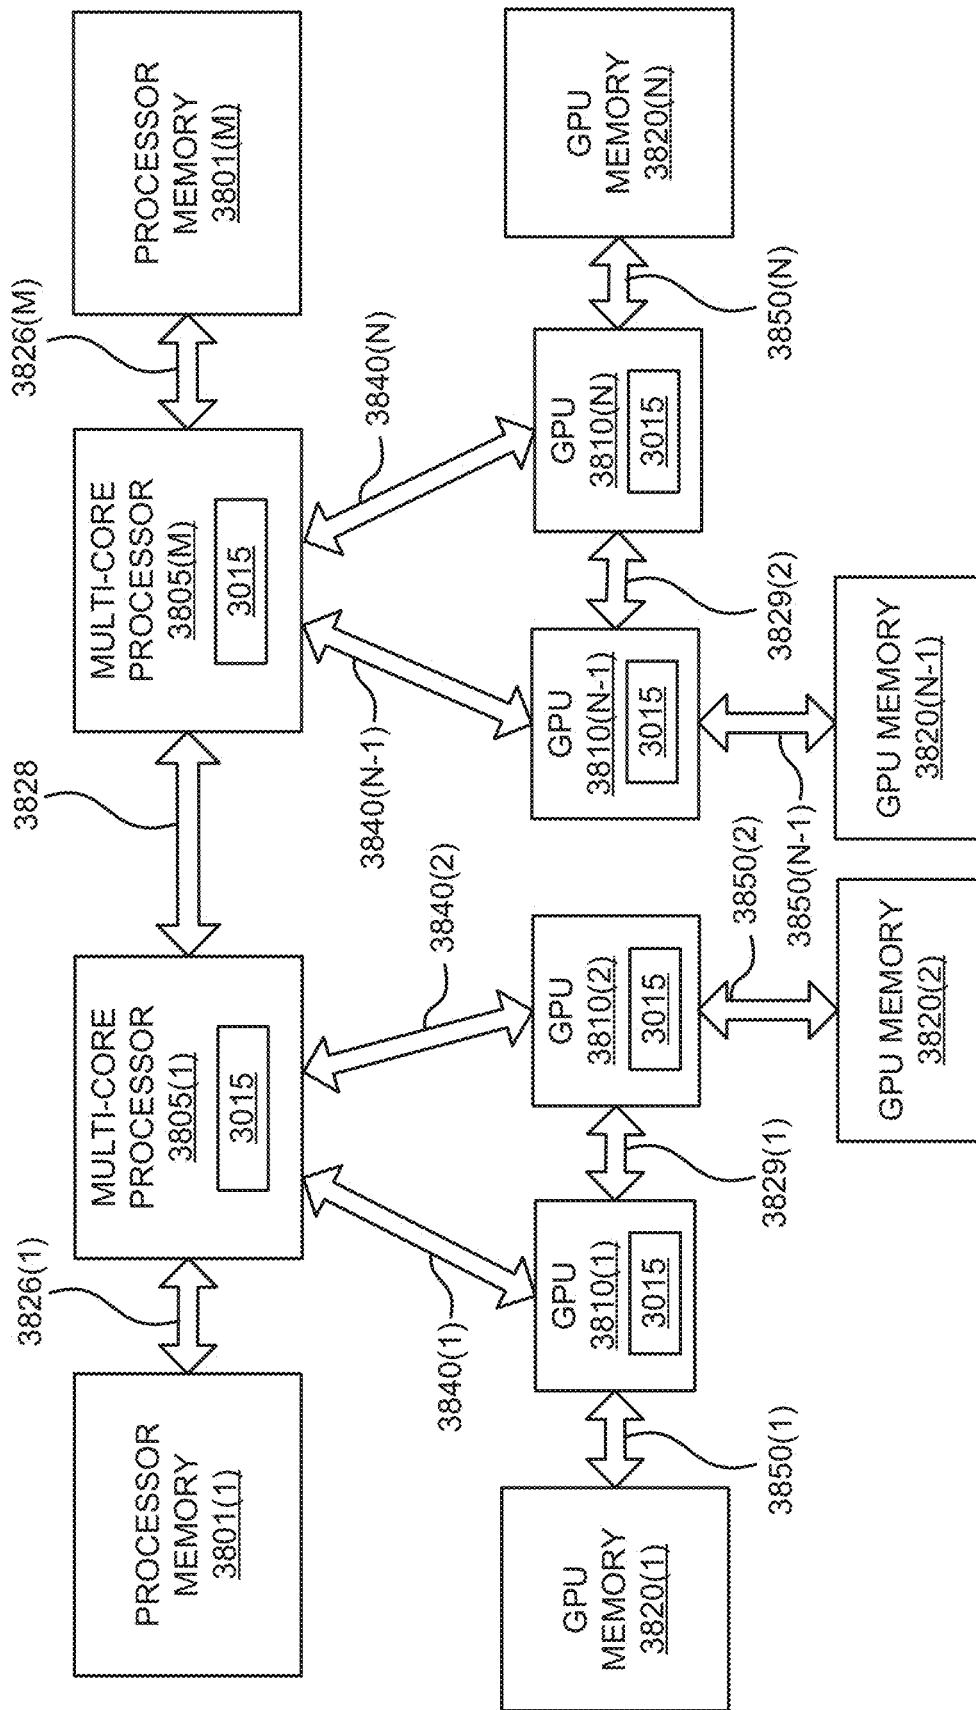 PROCESSOR
MEMORY
3801(1)
3826(1)
MULTI-CORE
PROCESSOR
3805(1)
3015
3828
MULTI-CORE
PROCESSOR
3805(M)
3015
3826(M)
PROCESSOR
MEMORY
3801(M)
3840(1)
3840(2)
3840(N-1)
3840(N)
GPU
MEMORY
3820(1)
3850(1)
GPU
3810(1)
3015
3829(1)
GPU
3810(2)
3015
3850(2)
3850(N-1)
GPU
3810(N-1)
3015
3829(2)
GPU
3810(N)
3015
3850(N)
GPU
MEMORY
3820(N)
GPU MEMORY
3820(2)
GPU MEMORY
3820(N-1)